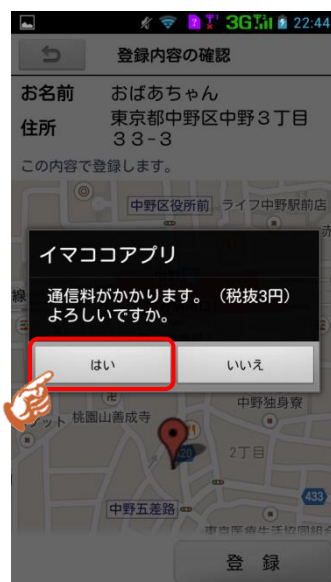 3G 22:44
登録内容の確認
お名前 おばあちゃん
住所 東京都中野区中野3丁目
33-3
この内容で登録します。
中野区役所前 ライフ中野駅前店
イマココアプリ
通信料がかかります。（税抜3円）
よろしいですか。
はい いいえ
中野独身寮
桃園山善成寺
2丁目
433
中野五差路
登 録